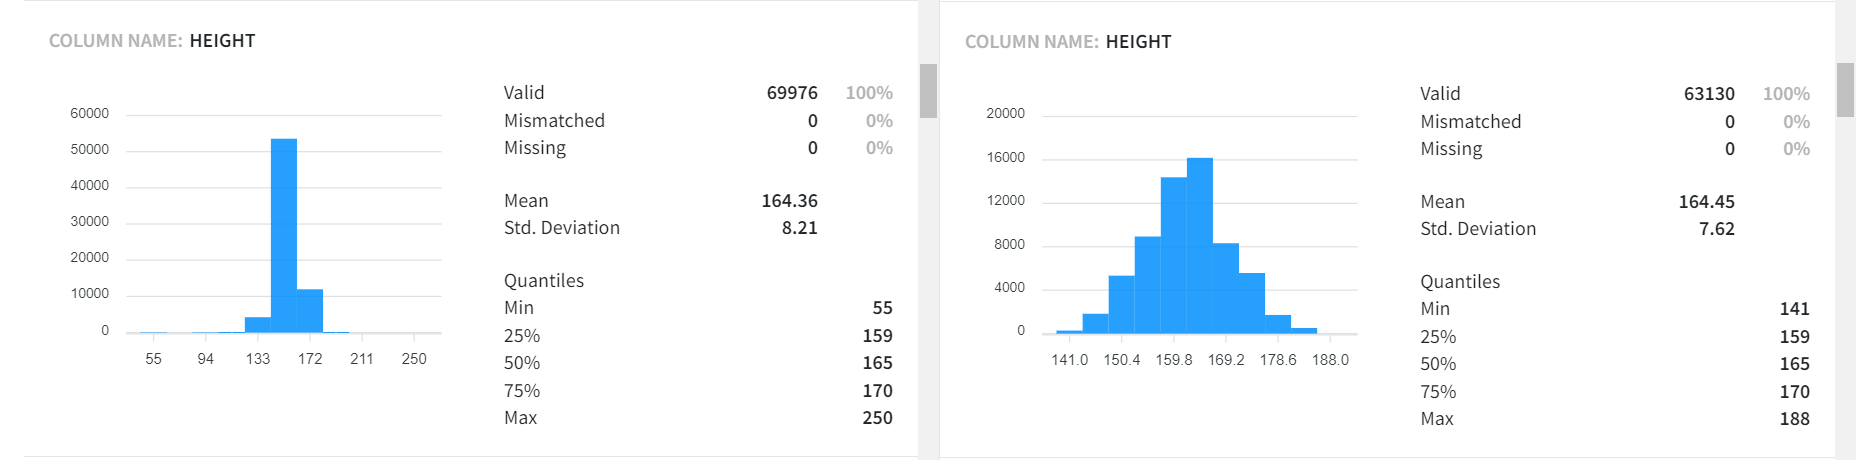 COLUMN NAME: HEIGHT
60000
50000
40000
30000
20000
10000
0
55 94 133 172 211 250
Valid 69976 100%
Mismatched 0 0%
Missing 0 0%
Mean 164.36
Std. Deviation 8.21
Quantiles
Min 55
25% 159
50% 165
75% 170
Max 250
COLUMN NAME: HEIGHT
20000
16000
12000
8000
4000
0
141.0 150.4 159.8 169.2 178.6 188.0
Valid 63130 100%
Mismatched 0 0%
Missing 0 0%
Mean 164.45
Std. Deviation 7.62
Quantiles
Min 141
25% 159
50% 165
75% 170
Max 188